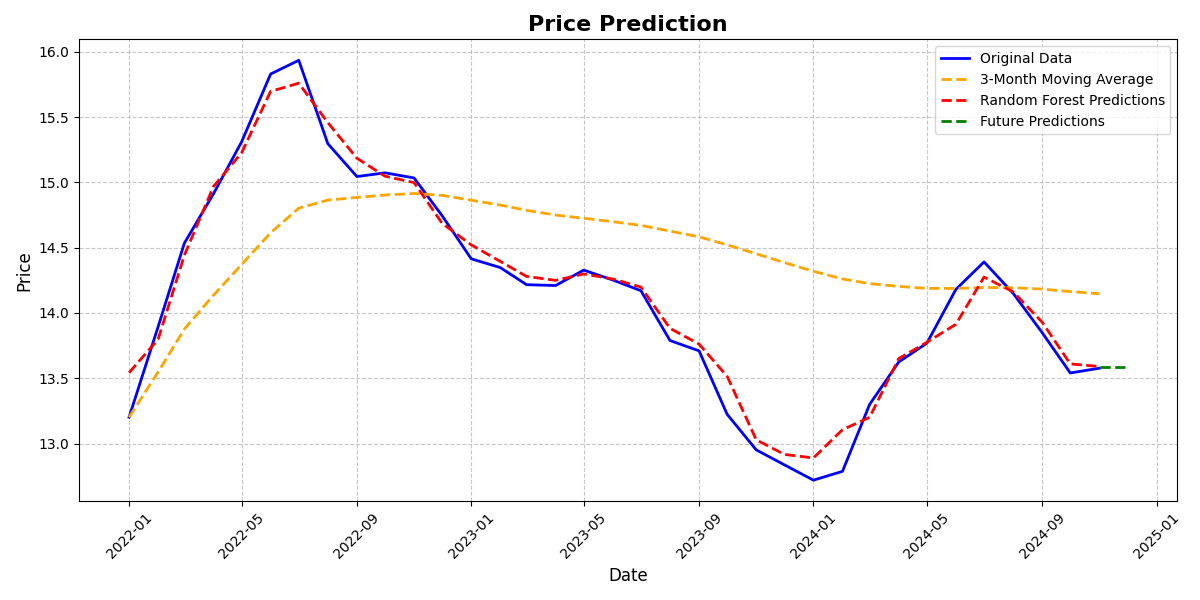 Price Prediction
Original Data
3-Month Moving Average
Random Forest Predictions
Future Predictions
Price
16.0
15.5
15.0
14.5
14.0
13.5
13.0
2022-01
2022-05
2022-09
2023-01
2023-05
2023-09
2024-01
2024-05
2024-09
2025-01
Date